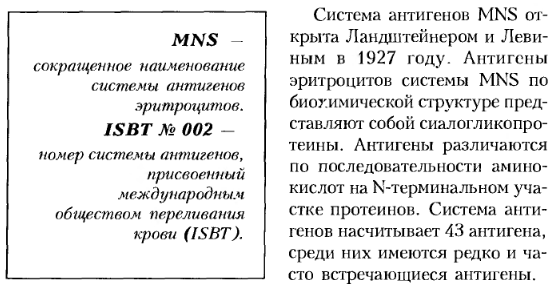 MNS –
сокращенное наименование
системы антигенов
эритроцитов.
ISBT № 002 –
номер системы антигенов,
присвоенный
международным
обществом переливания
крови (ISBT).
Система антигенов MNS от-
крыта Ландштейнером и Леви-
ным в 1927 году. Антигены
эритроцитов системы MNS по
биохимической структуре пред-
ставляют собой сиалогликопро-
теины. Антигены различаются
по последовательности амино-
кислот на N-терминальном уча-
стке протеинов. Система анти-
генов насчитывает 43 антигена,
среди них имеются редко и ча-
сто встречающиеся антигены.